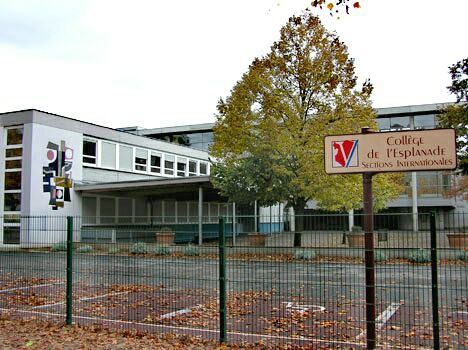 Collège
de l'Esplanade
Sections Internationales